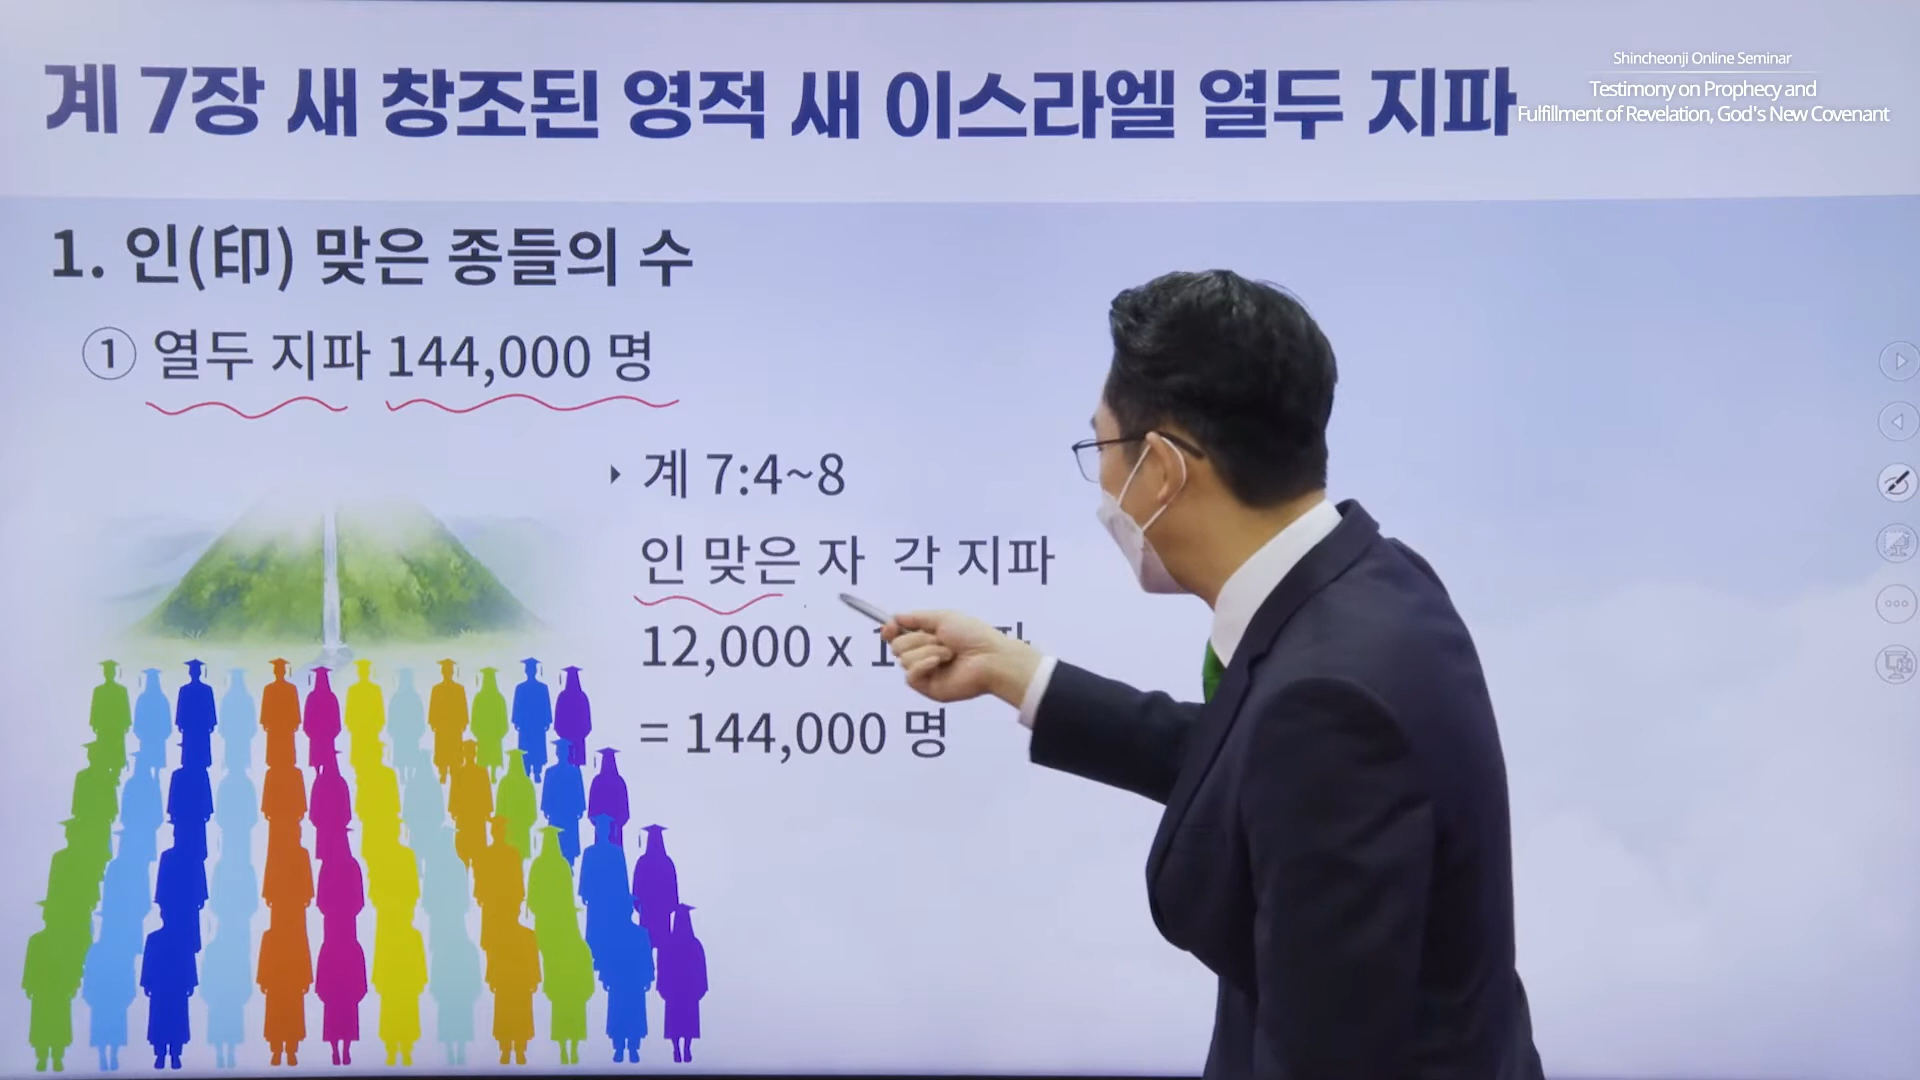 계 7장 새 창조된 영적 새 이스라엘 열두 지파
Shincheonji Online Seminar
Testimony on Prophecy and
Fulfillment of Revelation, God's New Covenant
1. 인(印) 맞은 종들의 수
① 열두 지파 144,000 명
계 7:4~8
인 맞은 자 각 지파
12,000 x
= 144,000 명